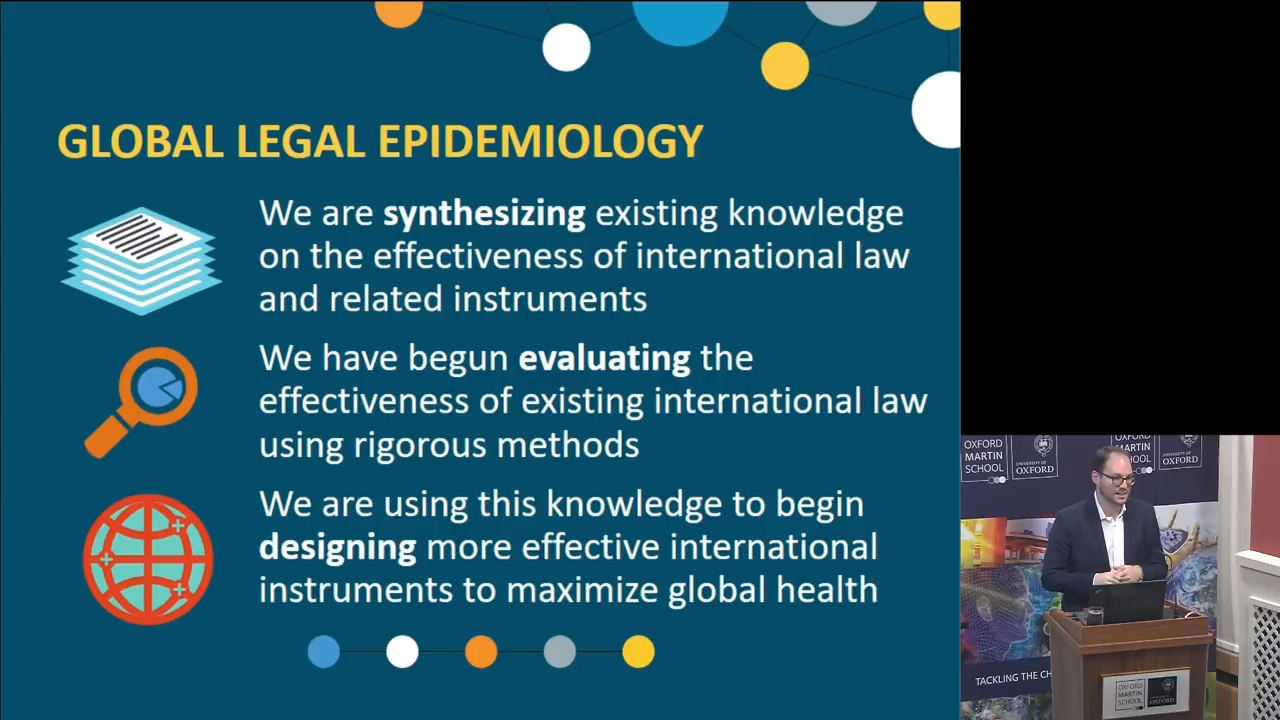 GLOBAL LEGAL EPIDEMIOLOGY
We are synthesizing existing knowledge
on the effectiveness of international law
and related instruments
We have begun evaluating the
effectiveness of existing international law
using rigorous methods
We are using this knowledge to begin
designing more effective international
instruments to maximize global health
OXFORD
MARTIN
SCHOOL
UNIVERSITY OF
OXFORD
OXFORD
MARTIN
SCHOOL
UNIVERSITY OF
OXFORD
TACKLING THE CH
OXFORD
MARTIN
SCHOOL
OXFORD